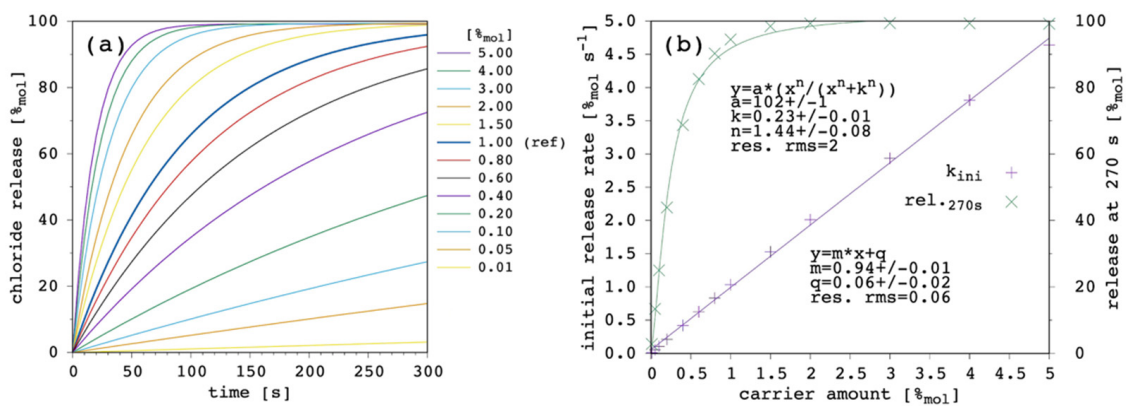 (a)
chloride release [%mol]
100
80
60
40
20
0
0 50 100 150 200 250 300
time [s]
[%mol]
5.00
4.00
3.00
2.00
1.50
1.00 (ref)
0.80
0.60
0.40
0.20
0.10
0.05
0.01
(b)
initial release rate [%mol s-1]
5.0
4.5
4.0
3.5
3.0
2.5
2.0
1.5
1.0
0.5
0.0
y=a*(xn/(xn+kn))
a=102+/-1
k=0.23+/-0.01
n=1.44+/-0.08
res. rms=2
kini
rel.270s
y=m*x+q
m=0.94+/-0.01
q=0.06+/-0.02
res. rms=0.06
0 0.5 1 1.5 2 2.5 3 3.5 4 4.5 5
carrier amount [%mol]
100
80
60
40
20
0
release at 270 s [%mol]